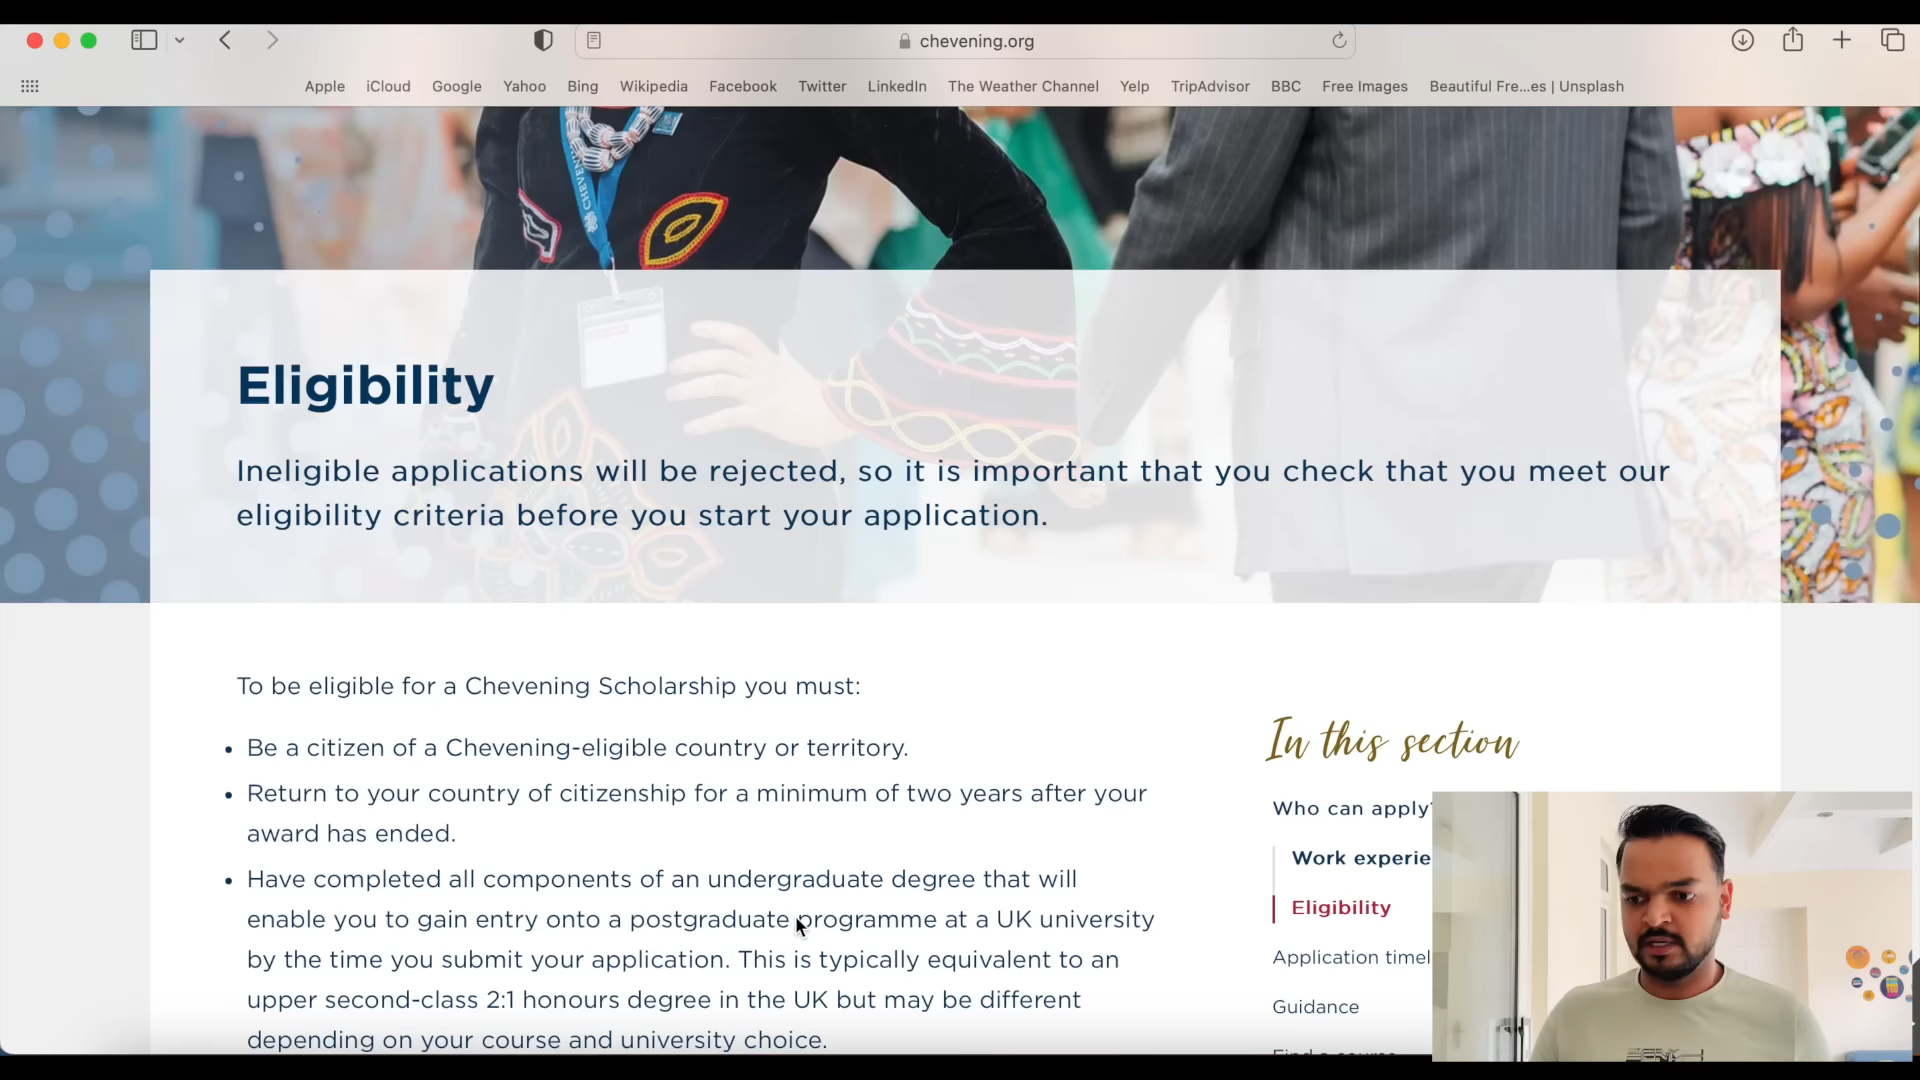 chevening.org
Apple iCloud Google Yahoo Bing Wikipedia Facebook Twitter LinkedIn The Weather Channel Yelp TripAdvisor BBC Free Images Beautiful Fre...es | Unsplash
CHEVENING
Eligibility
Ineligible applications will be rejected, so it is important that you check that you meet our
eligibility criteria before you start your application.
To be eligible for a Chevening Scholarship you must:
• Be a citizen of a Chevening-eligible country or territory.
• Return to your country of citizenship for a minimum of two years after your
award has ended.
• Have completed all components of an undergraduate degree that will
enable you to gain entry onto a postgraduate programme at a UK university
by the time you submit your application. This is typically equivalent to an
upper second-class 2:1 honours degree in the UK but may be different
depending on your course and university choice.
In this section
Who can apply?
Work experie
Eligibility
Application timel
Guidance
Find a course